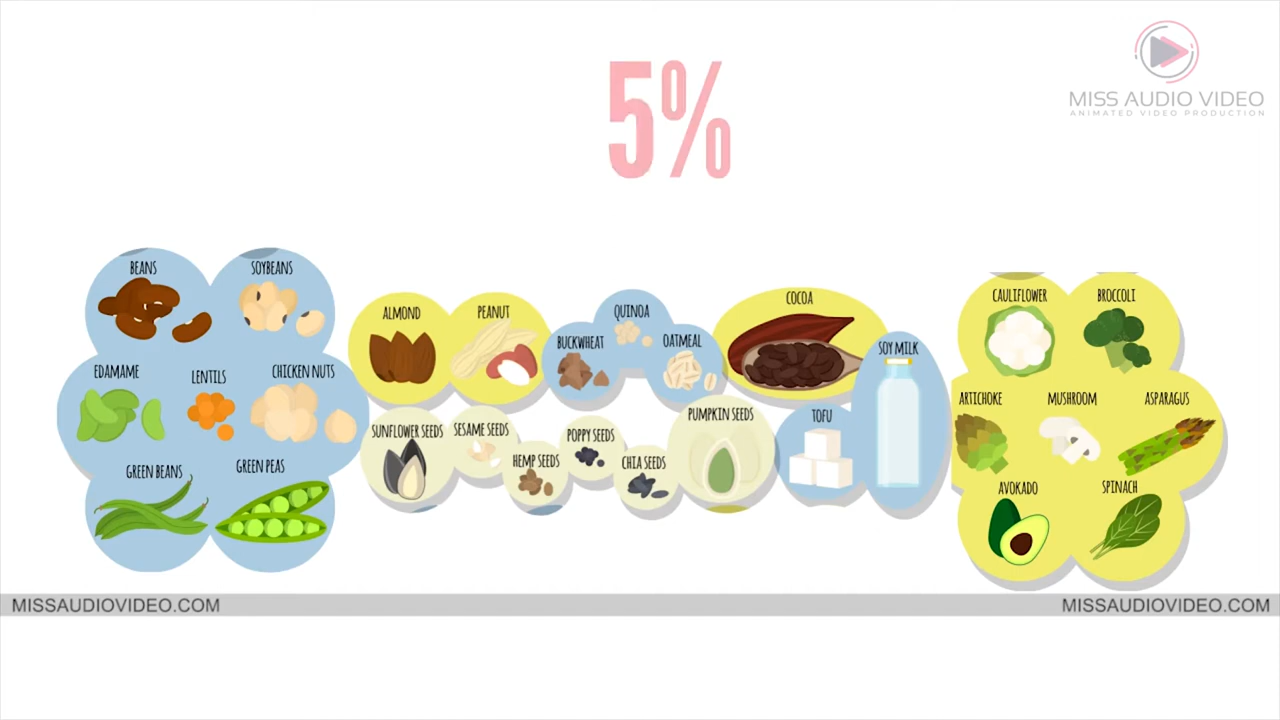 5%
MISS AUDIO VIDEO
ANIMATED VIDEO PRODUCTION
BEANS
SOYBEANS
EDAMAME
LENTILS
CHICKEN NUTS
GREEN BEANS
GREEN PEAS
ALMOND
PEANUT
BUCKWHEAT
QUINOA
OATMEAL
COCOA
SOY MILK
SUNFLOWER SEEDS
SESAME SEEDS
HEMP SEEDS
POPPY SEEDS
CHIA SEEDS
PUMPKIN SEEDS
TOFU
CAULIFLOWER
BROCCOLI
ARTICHOKE
MUSHROOM
ASPARAGUS
AVOKADO
SPINACH
MISSAUDIOVIDEO.COM
MISSAUDIOVIDEO.COM